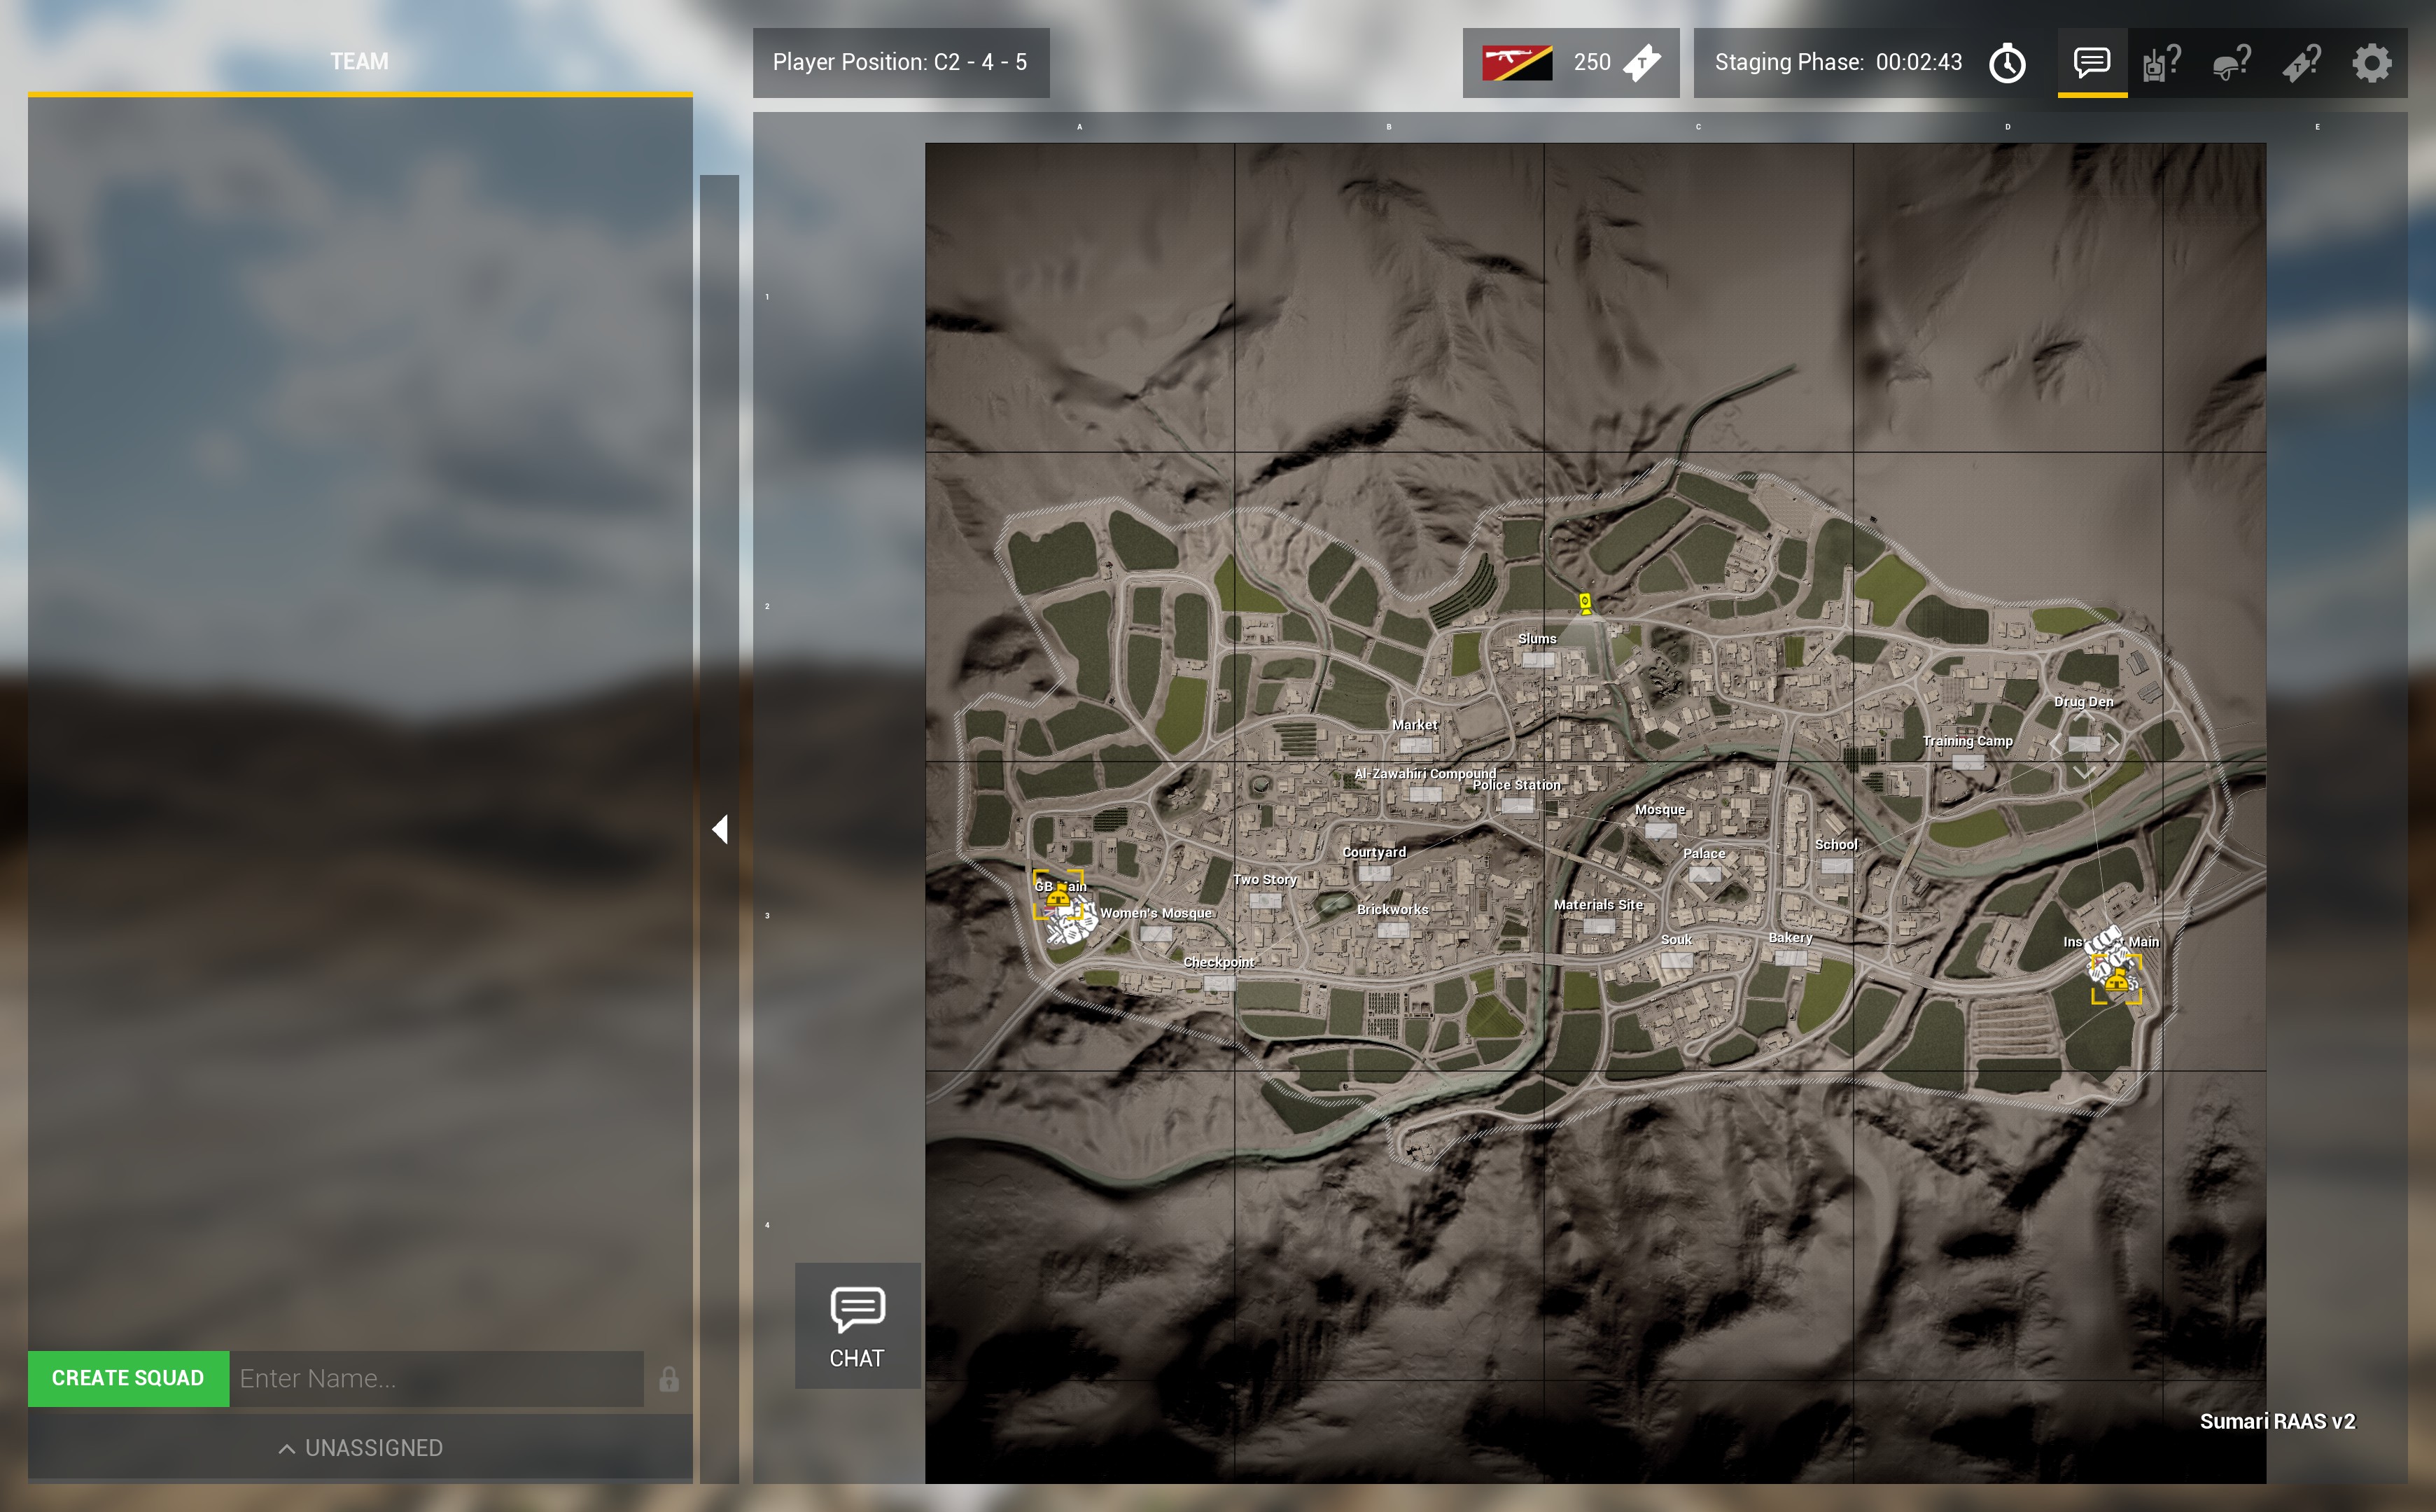 TEAM
Player Position: C2 - 4 - 5
250
T
Staging Phase: 00:02:43
?
?
T?
A
B
C
D
E
1
2
3
4
Slums
Drug Den
Market
Training Camp
Al-Zawahiri Compound
Police Station
Mosque
School
Courtyard
Palace
Two Story
GB Main
Women's Mosque
Brickworks
Materials Site
Souk
Bakery
Main
Checkpoint
CHAT
CREATE SQUAD
Enter Name...
UNASSIGNED
Sumari RAAS v2